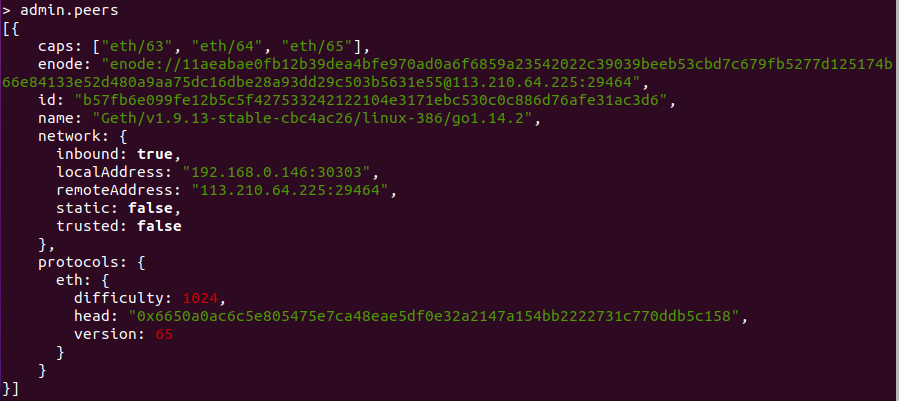 > admin.peers
[{
    caps: ["eth/63", "eth/64", "eth/65"],
    enode: "enode://11aeabae0fb12b39dea4bfe970ad0a6f6859a23542022c39039beeb53cbd7c679fb5277d125174b
66e84133e52d480a9aa75dc16dbe28a93dd29c503b5631e55@113.210.64.225:29464",
    id: "b57fb6e099fe12b5c5f427533242122104e3171ebc530c0c886d76afe31ac3d6",
    name: "Geth/v1.9.13-stable-cbc4ac26/linux-386/go1.14.2",
    network: {
      inbound: true,
      localAddress: "192.168.0.146:30303",
      remoteAddress: "113.210.64.225:29464",
      static: false,
      trusted: false
    },
    protocols: {
      eth: {
        difficulty: 1024,
        head: "0x6650a0ac6c5e805475e7ca48eae5df0e32a2147a154bb2222731c770ddb5c158",
        version: 65
      }
    }
}]